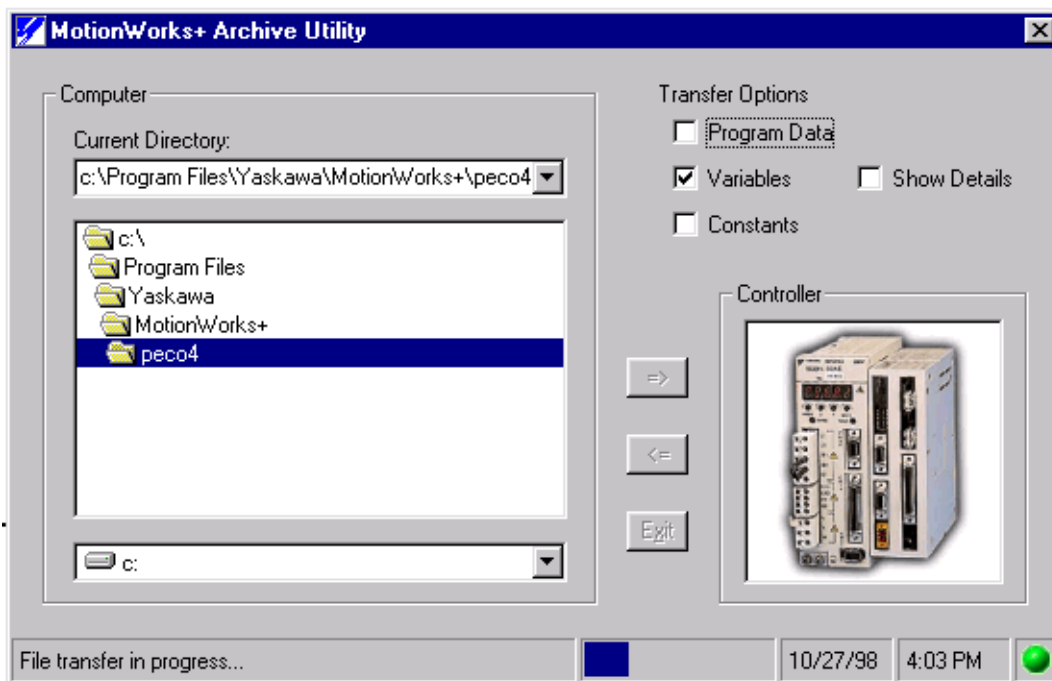 MotionWorks+ Archive Utility
Computer
Current Directory:
c:\Program Files\Yaskawa\MotionWorks+\peco4
c:\
Program Files
Yaskawa
MotionWorks+
peco4
c:
Transfer Options
Program Data
Variables
Show Details
Constants
Controller
=>
<=
Exit
File transfer in progress...
10/27/98
4:03 PM